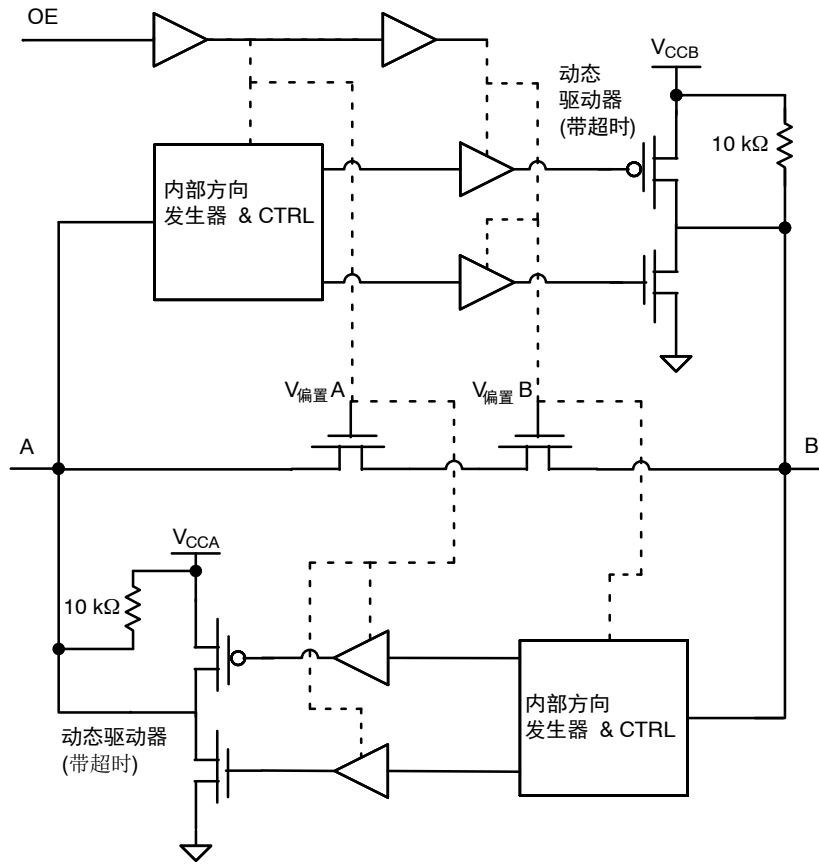 OE
动态
驱动器
(带超时)
VCCB
10 kΩ
内部方向
发生器 & CTRL
V偏置 A
V偏置 B
A
B
VCCA
10 kΩ
内部方向
发生器 & CTRL
动态驱动器
(带超时)